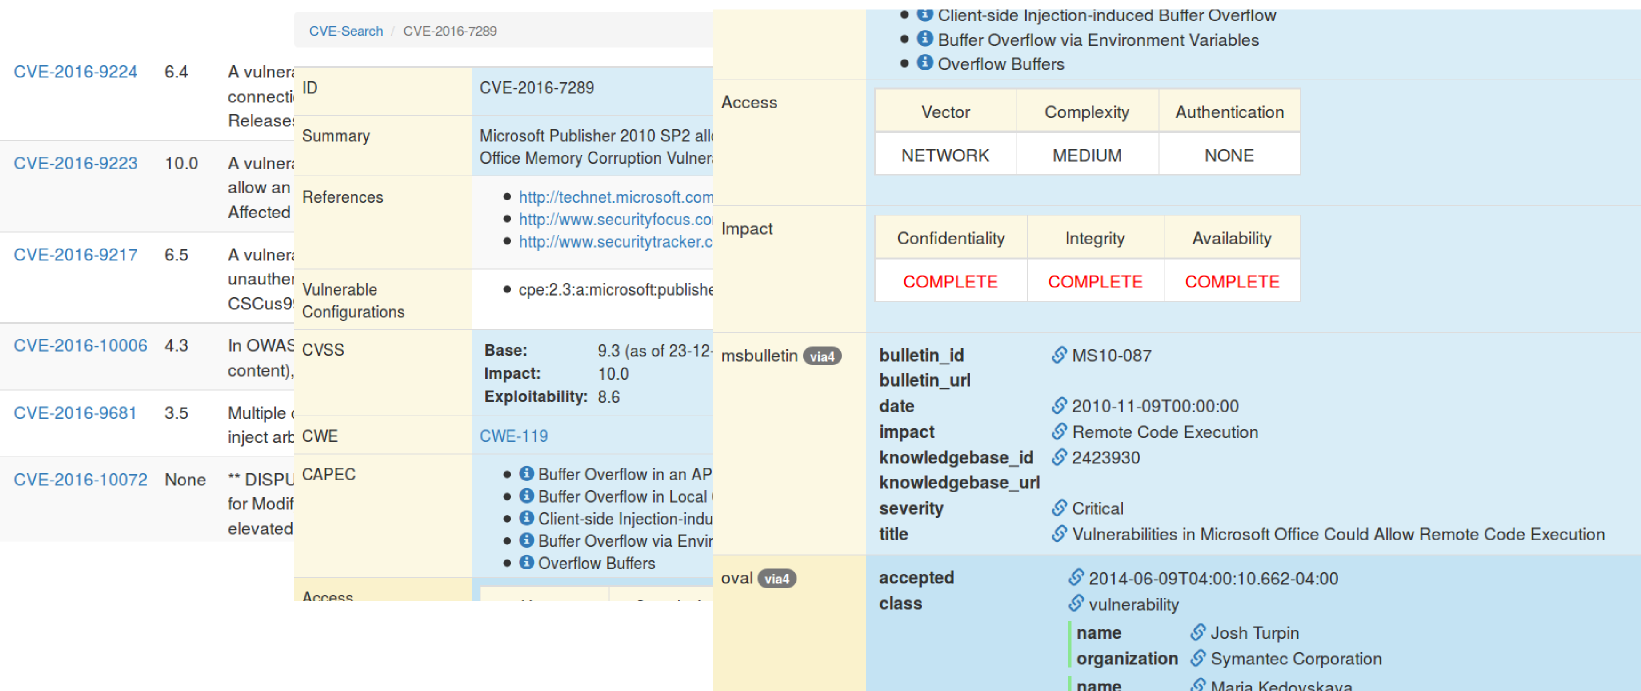 CVE-2016-9224 6.4 A vulnera
connecti
Releases
CVE-2016-9223 10.0 A vulnera
allow an
Affected
CVE-2016-9217 6.5 A vulnera
unauthen
CSCus9
CVE-2016-10006 4.3 In OWAS
content),
CVE-2016-9681 3.5 Multiple c
inject arb
CVE-2016-10072 None ** DISPU
for Modif
elevated
CVE-Search / CVE-2016-7289
ID CVE-2016-7289
Summary Microsoft Publisher 2010 SP2 all
Office Memory Corruption Vulnera
References http://technet.microsoft.com
http://www.securityfocus.co
http://www.securitytracker.c
Vulnerable cpe:2.3:a:microsoft:publishe
Configurations
CVSS Base: 9.3 (as of 23-12-
Impact: 10.0
Exploitability: 8.6
CWE CWE-119
CAPEC Buffer Overflow in an AP
Buffer Overflow in Local
Client-side Injection-indu
Buffer Overflow via Envir
Overflow Buffers
Access
Client-side Injection-induced Buffer Overflow
Buffer Overflow via Environment Variables
Overflow Buffers
Access Vector Complexity Authentication
NETWORK MEDIUM NONE
Impact Confidentiality Integrity Availability
COMPLETE COMPLETE COMPLETE
msbulletin via4 bulletin_id MS10-087
bulletin_url
date 2010-11-09T00:00:00
impact Remote Code Execution
knowledgebase_id 2423930
knowledgebase_url
severity Critical
title Vulnerabilities in Microsoft Office Could Allow Remote Code Execution
oval via4 accepted 2014-06-09T04:00:10.662-04:00
class vulnerability
name Josh Turpin
organization Symantec Corporation
name Maria Kedovskaya